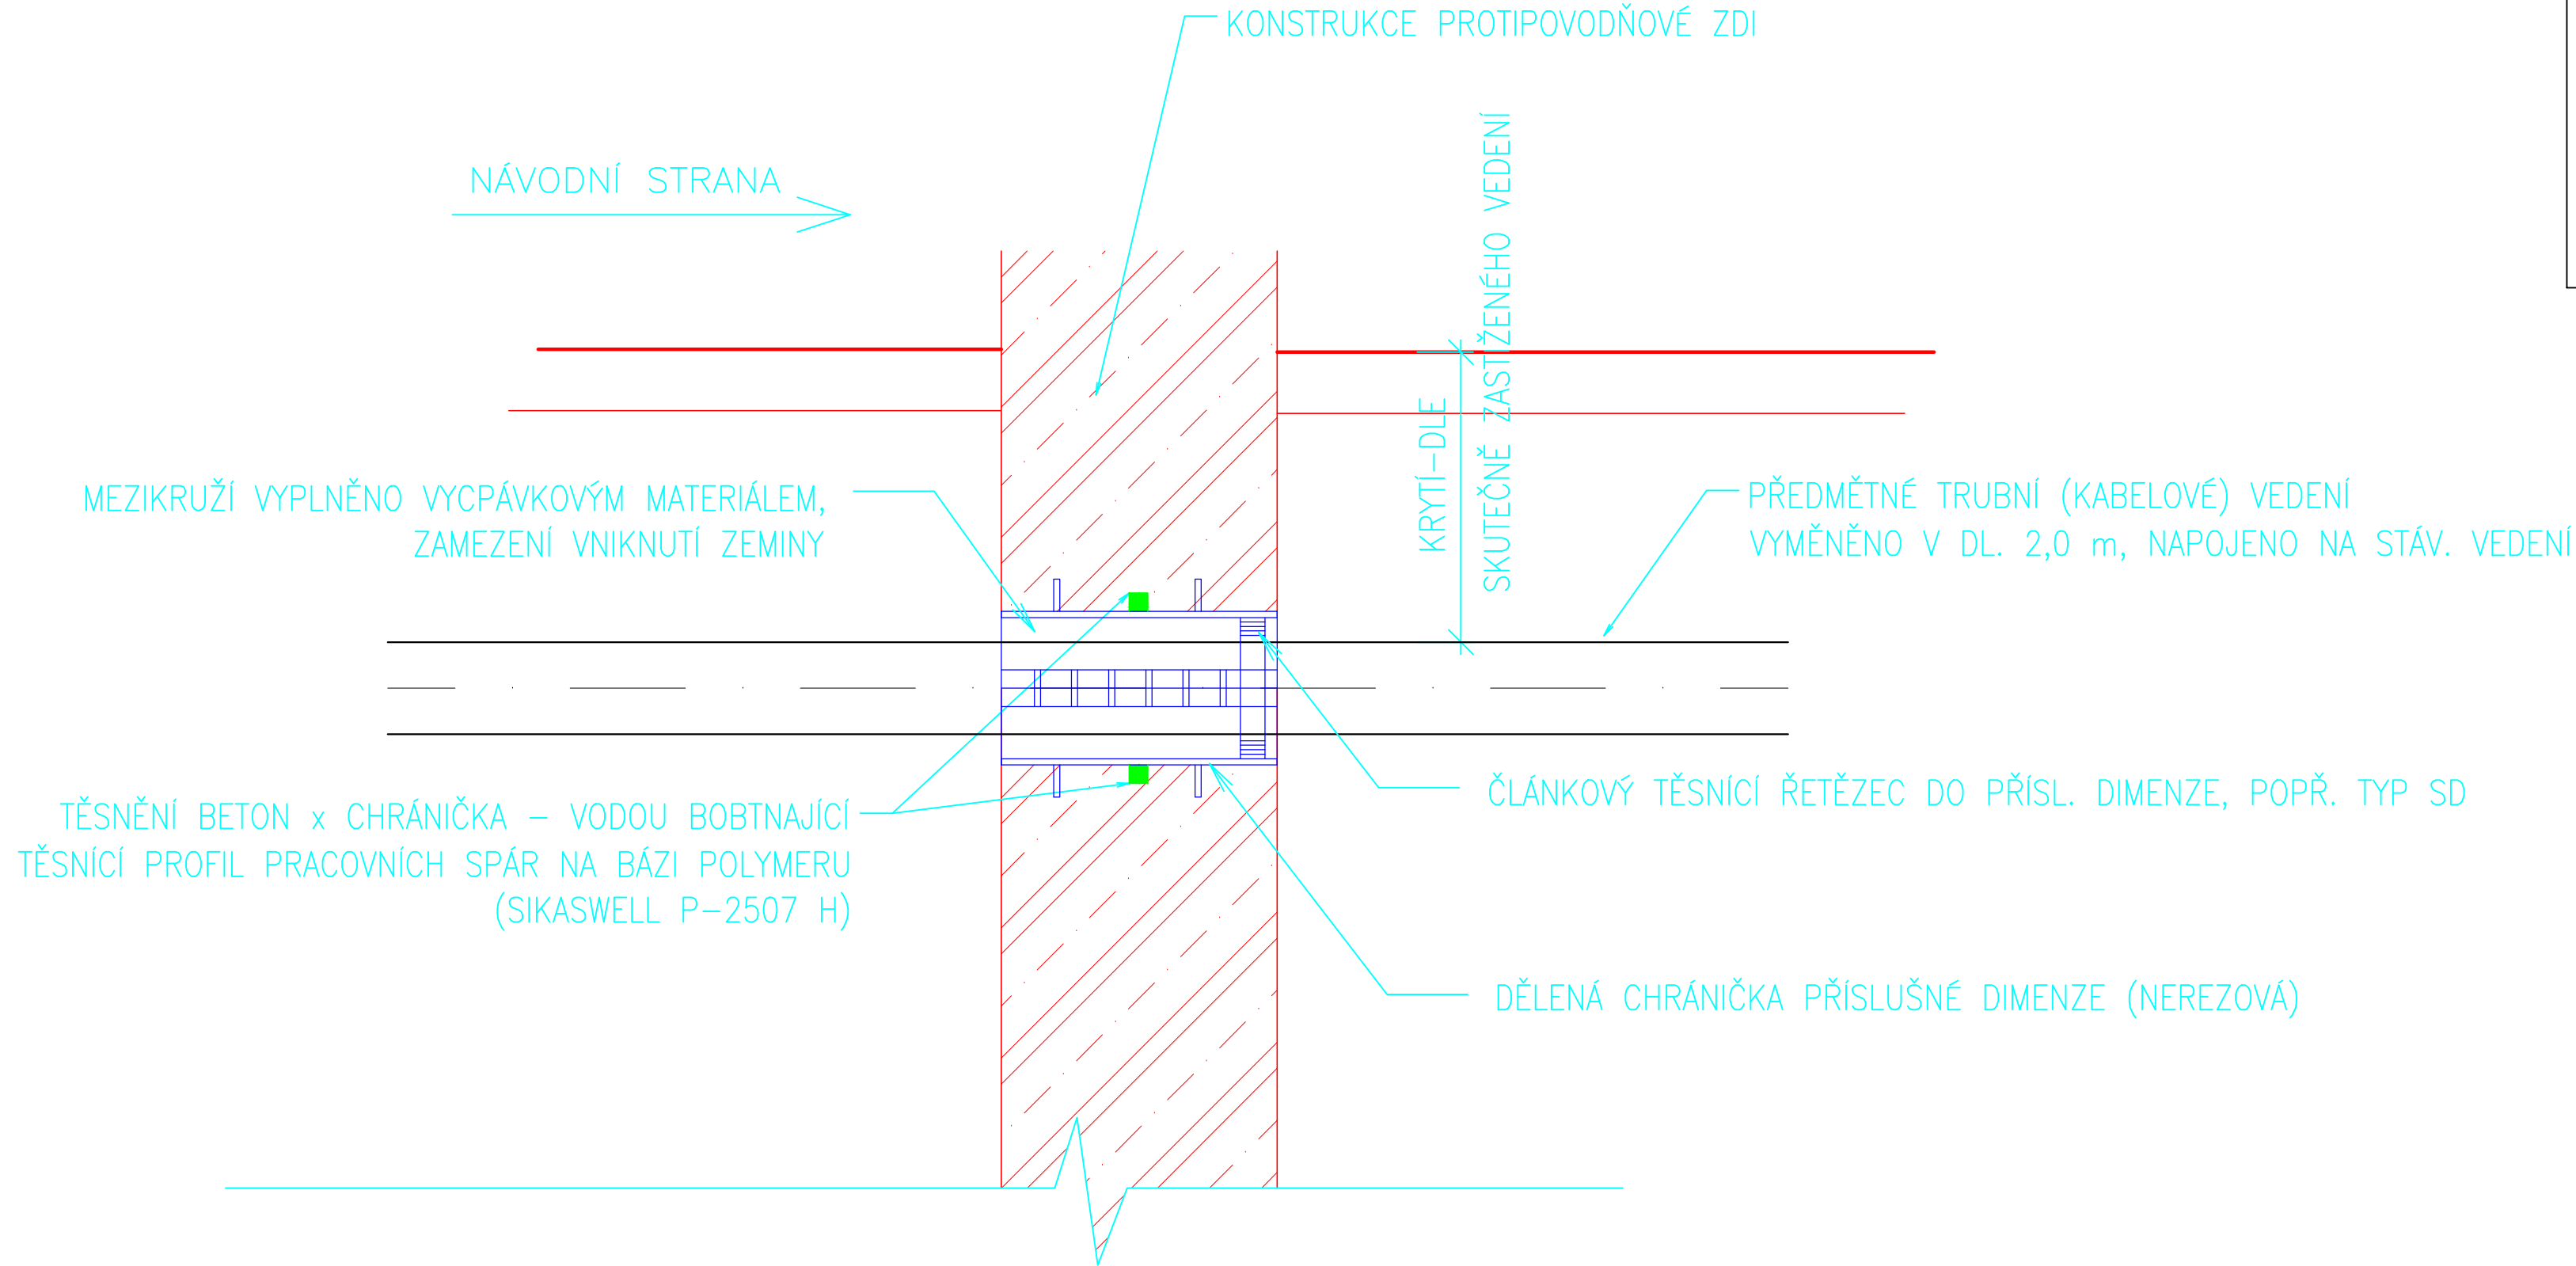 KONSTRUKCE PROTIPOVODŇOVÉ ZDI
NÁVODNÍ STRANA
KRYTÍ-DLE
SKUTEČNĚ ZASTIŽENÉHO VEDENÍ
MEZIKRUŽÍ VYPLNĚNO VYCPÁVKOVÝM MATERIÁLEM,
ZAMEZENÍ VNIKNUTÍ ZEMINY
PŘEDMĚTNÉ TRUBNÍ (KABELOVÉ) VEDENÍ
VYMĚNĚNO V DL. 2,0 m, NAPOJENO NA STÁV. VEDENÍ
TĚSNĚNÍ BETON x CHRÁNIČKA – VODOU BOBTNAJÍCÍ
TĚSNÍCÍ PROFIL PRACOVNÍCH SPÁR NA BÁZI POLYMERU
(SIKASWELL P-2507 H)
ČLÁNKOVÝ TĚSNÍCÍ ŘETĚZEC DO PŘÍSL. DIMENZE, POPŘ. TYP SD
DĚLENÁ CHRÁNIČKA PŘÍSLUŠNÉ DIMENZE (NEREZOVÁ)